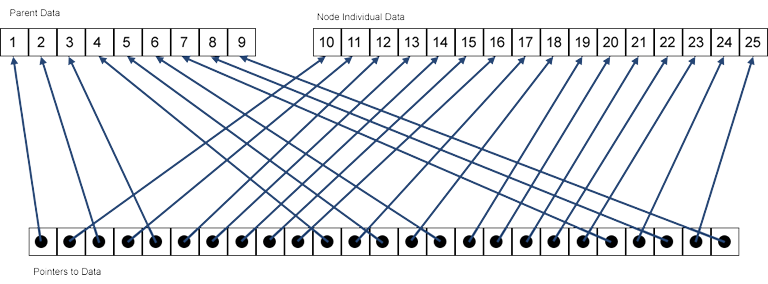 Parent Data
Node Individual Data
1 2 3 4 5 6 7 8 9 10 11 12 13 14 15 16 17 18 19 20 21 22 23 24 25
Pointers to Data